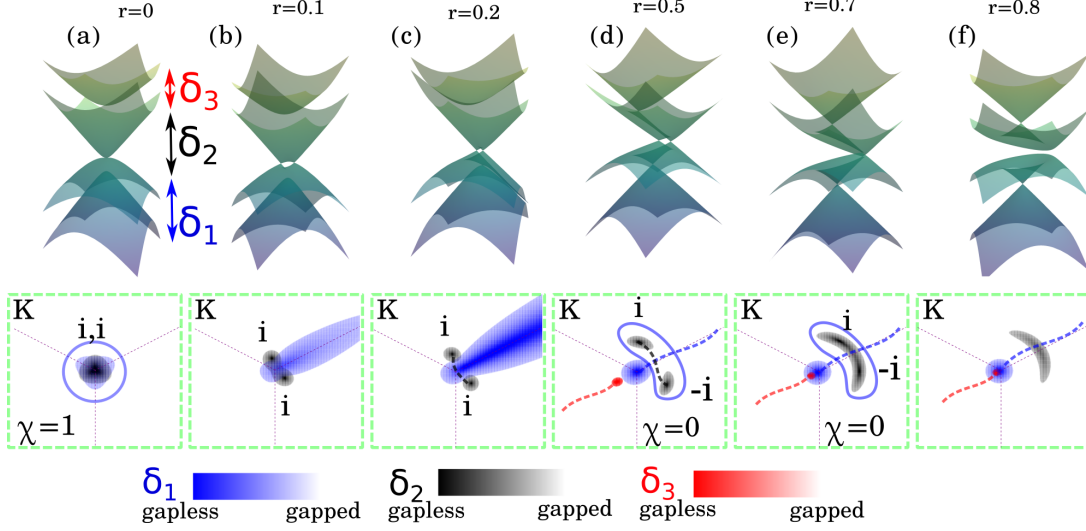 r=0 r=0.1 r=0.2 r=0.5 r=0.7 r=0.8
(a) (b) (c) (d) (e) (f)
δ3
δ2
δ1
K K K K K K
i,i i i i i
i i -i -i
χ=1 χ=0 χ=0
δ1 δ2 δ3
gapless gapped gapless gapped gapless gapped